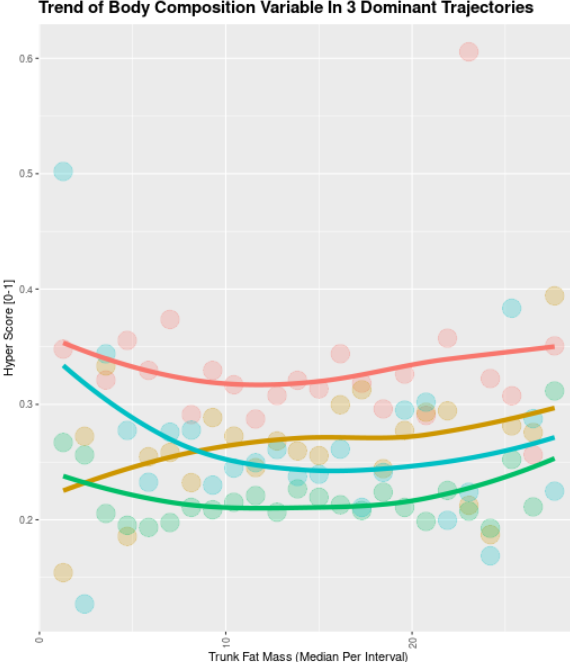 Trend of Body Composition Variable In 3 Dominant Trajectories
0.6
0.5
0.4
0.3
0.2
Hyper Score [0-1]
0
10
20
Trunk Fat Mass (Median Per Interval)